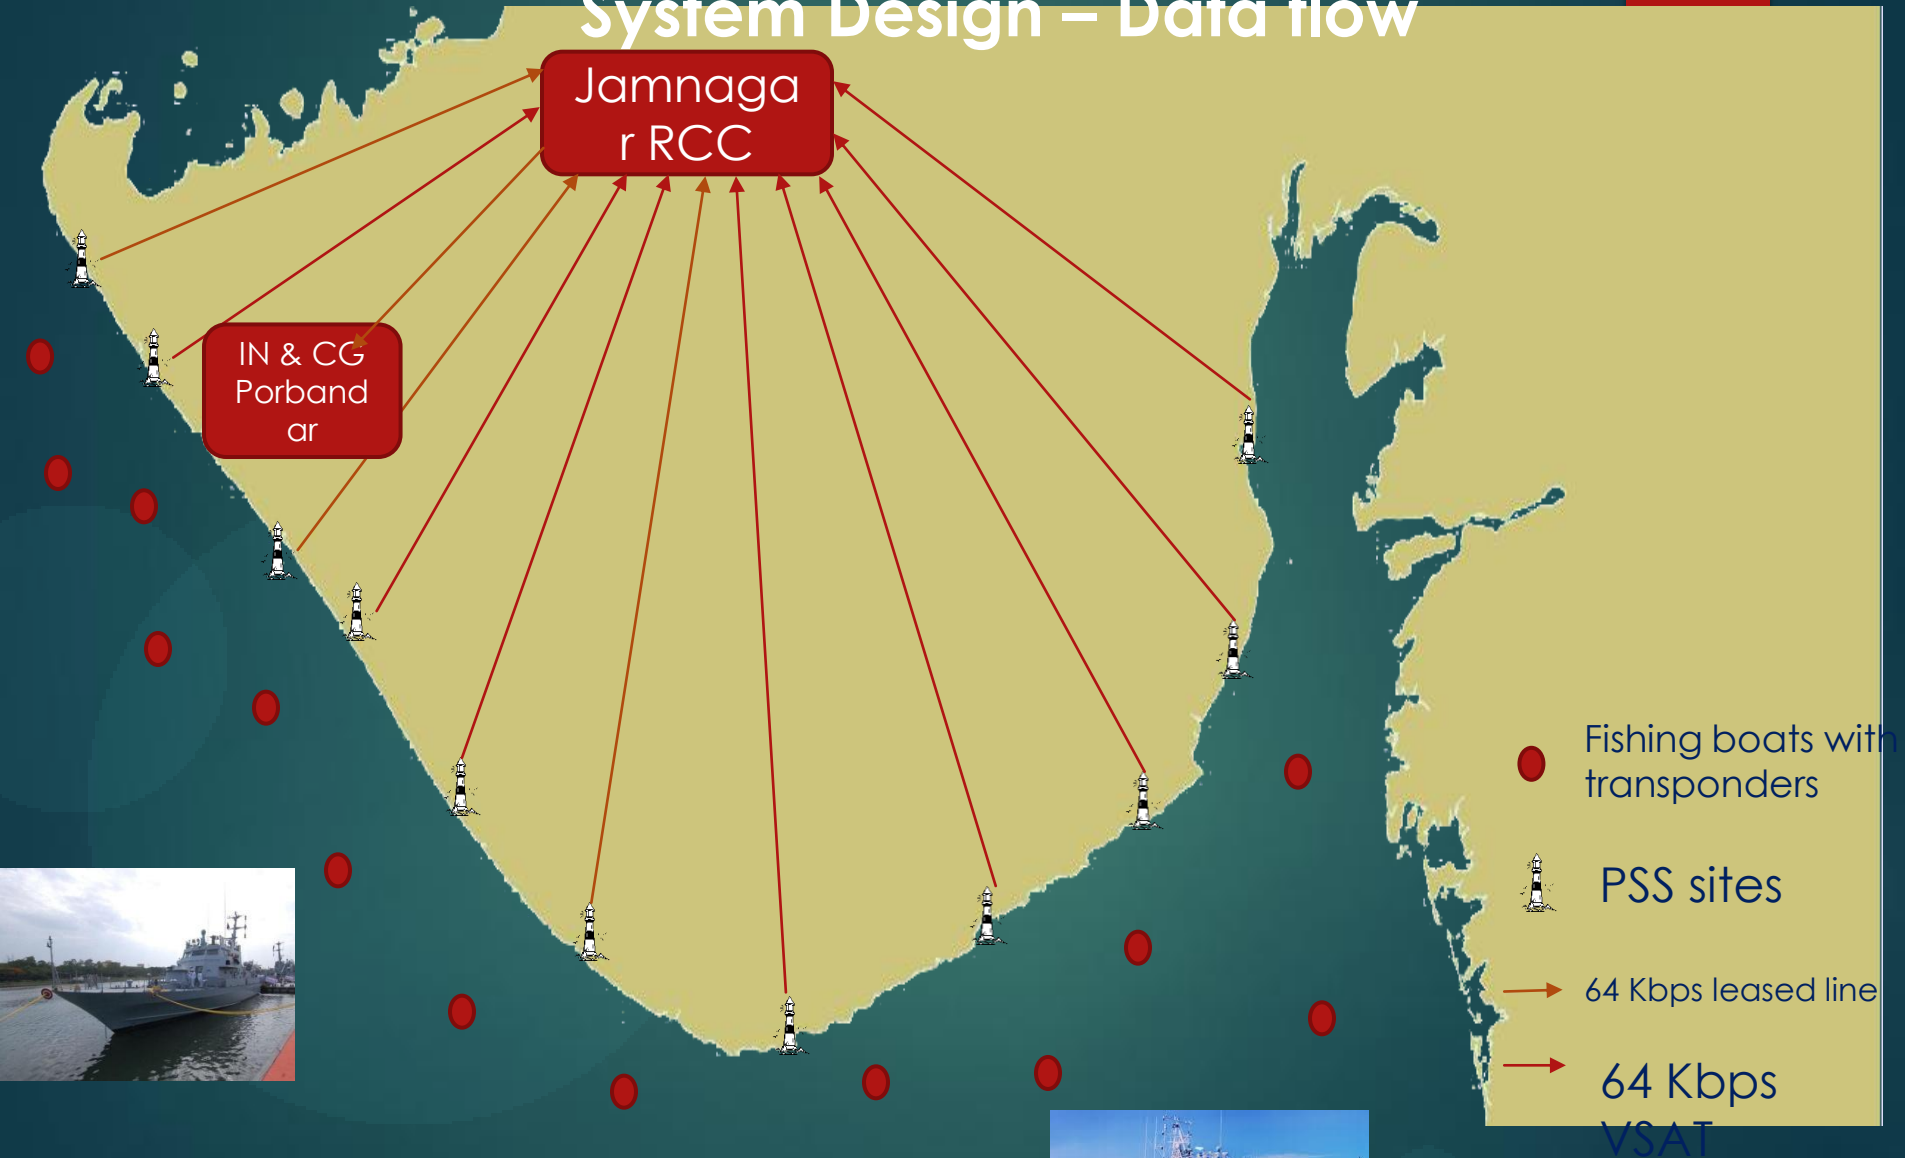 System Design – Data flow
Jamnaga
r RCC
IN & CG
Porband
ar
Fishing boats with
transponders
PSS sites
64 Kbps leased line
64 Kbps
VSAT